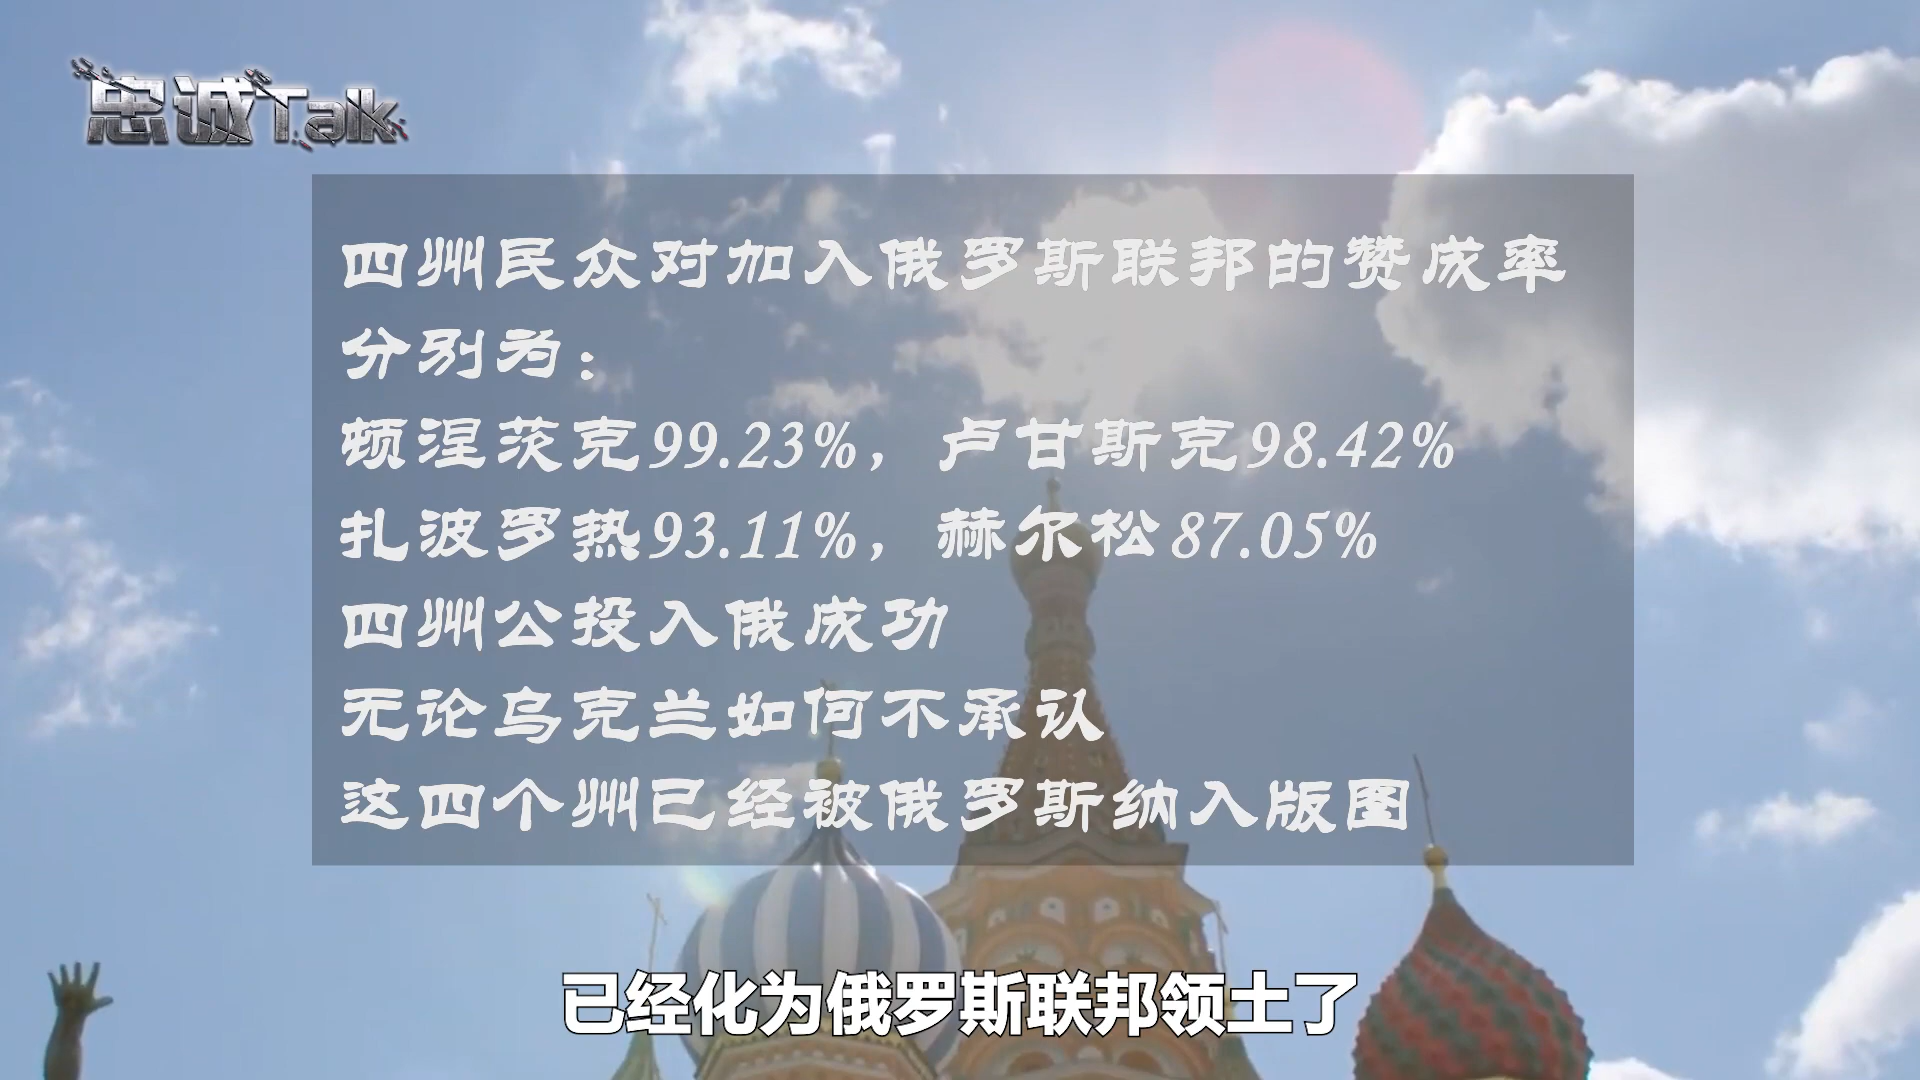 忠诚Talk
四州民众对加入俄罗斯联邦的赞成率
分别为：
顿涅茨克99.23%，卢甘斯克98.42%
扎波罗热93.11%，赫尔松87.05%
四州公投入俄成功
无论乌克兰如何不承认
这四个州已经被俄罗斯纳入版图
已经化为俄罗斯联邦领土了